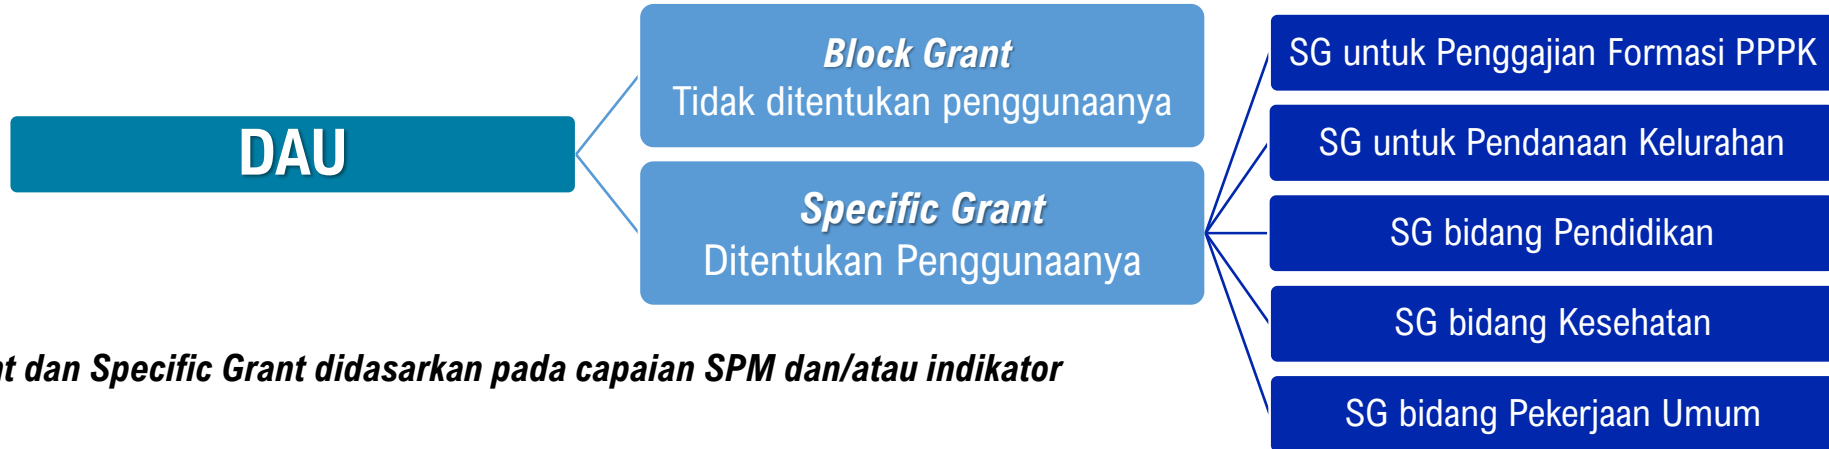 DAU
Block Grant
Tidak ditentukan penggunaanya
Specific Grant
Ditentukan Penggunaanya
SG untuk Penggajian Formasi PPPK
SG untuk Pendanaan Kelurahan
SG bidang Pendidikan
SG bidang Kesehatan
SG bidang Pekerjaan Umum
dan Specific Grant didasarkan pada capaian SPM dan/atau indikator